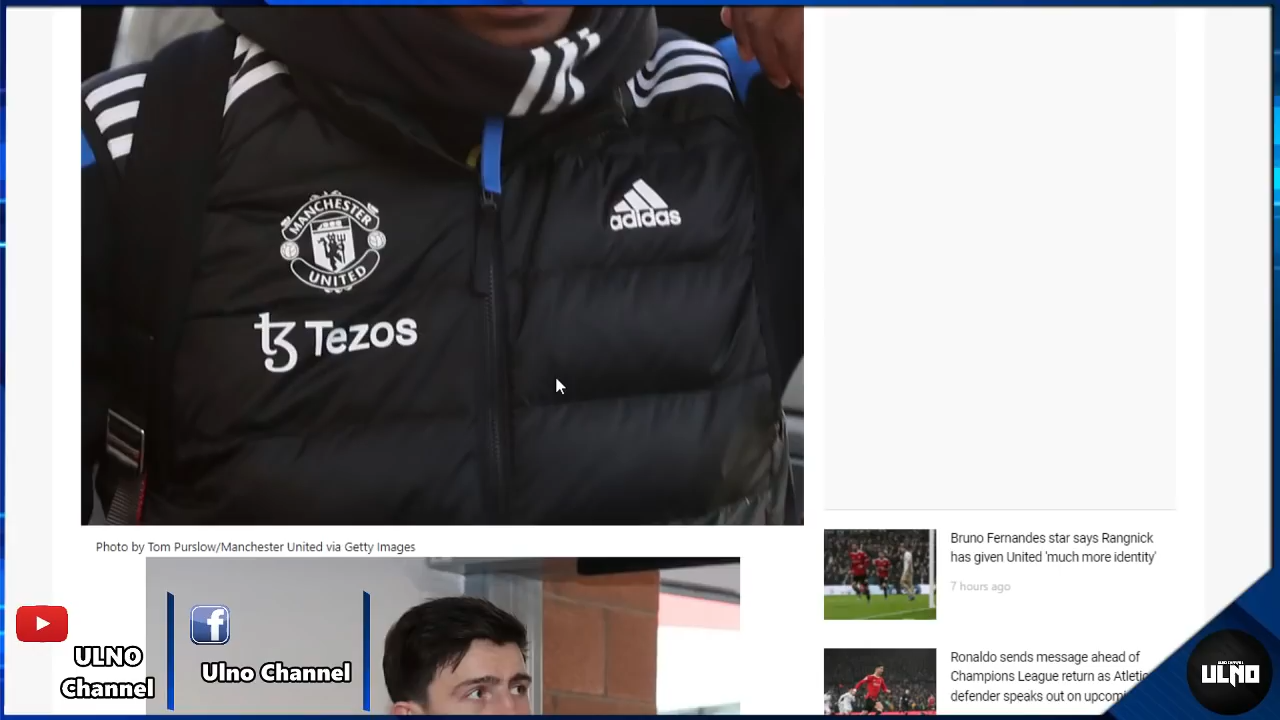 MANCHESTER
UNITED
adidas
Tezos
Photo by Tom Purslow/Manchester United via Getty Images
Bruno Fernandes star says Rangnick
has given United 'much more identity'
7 hours ago
Ronaldo sends message ahead of
Champions League return as Atletic
defender speaks out on upcomi
ULNO
Channel
Ulno Channel
ULNO